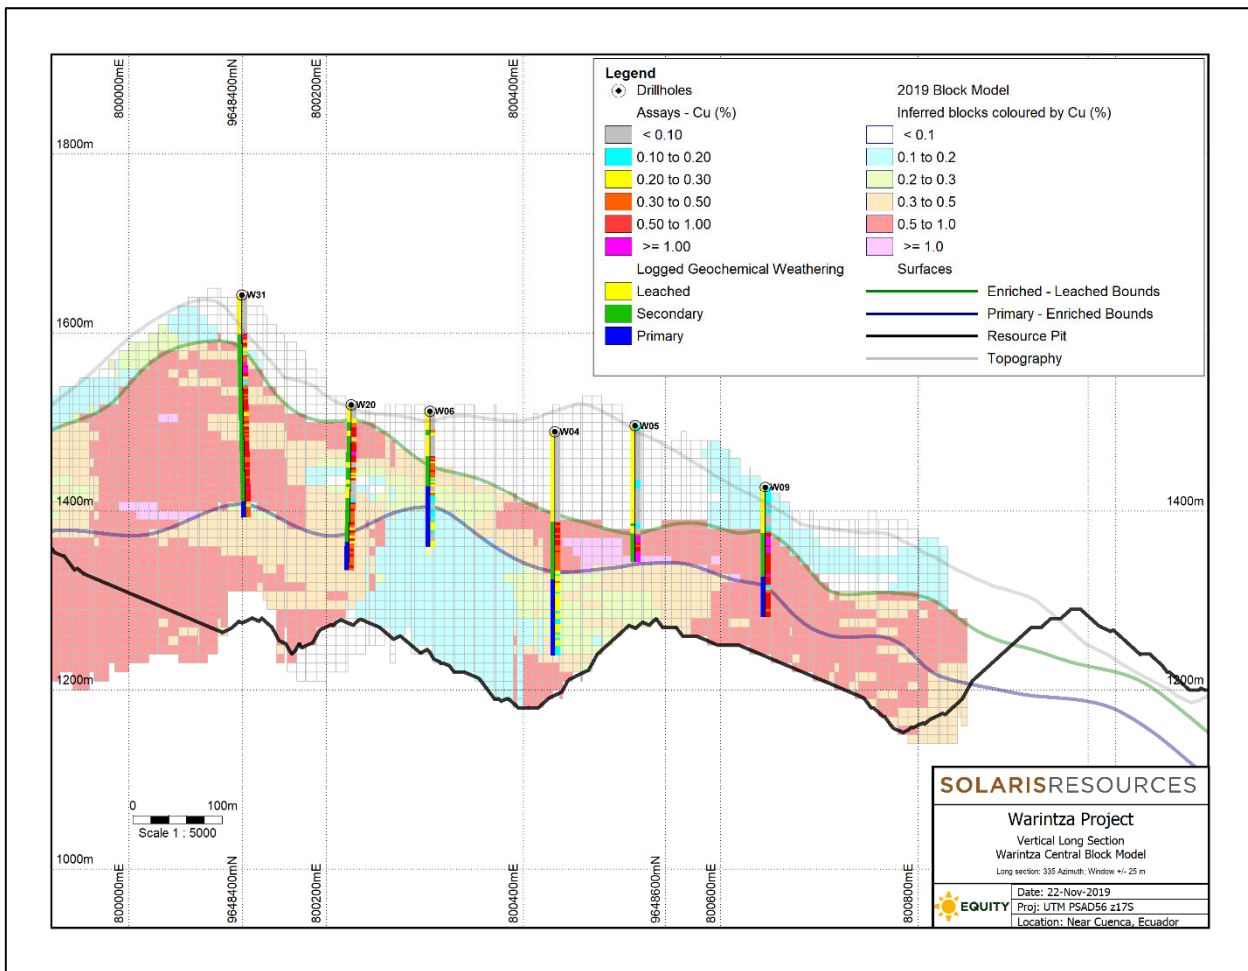 800000mE
9648400mN
800200mE
800400mE
Legend
Drillholes
2019 Block Model
Assays - Cu (%)
Inferred blocks coloured by Cu (%)
< 0.10
< 0.1
0.10 to 0.20
0.1 to 0.2
0.20 to 0.30
0.2 to 0.3
0.30 to 0.50
0.3 to 0.5
0.50 to 1.00
0.5 to 1.0
>= 1.00
>= 1.0
Logged Geochemical Weathering
Surfaces
Leached
Enriched - Leached Bounds
Secondary
Primary - Enriched Bounds
Primary
Resource Pit
Topography
1800m
1600m
W31
W20
W06
W04
W05
W09
1400m
1400m
1200m
1200m
1000m
0 100m
Scale 1 : 5000
800000mE
9648400mN
800200mE
800400mE
9648600mN
800600mE
800800mE
SOLARISRESOURCES
Warintza Project
Vertical Long Section
Warintza Central Block Model
Long section: 335 Azimuth; Window +/- 25 m
EQUITY
Date: 22-Nov-2019
Proj: UTM PSAD56 z17S
Location: Near Cuenca, Ecuador